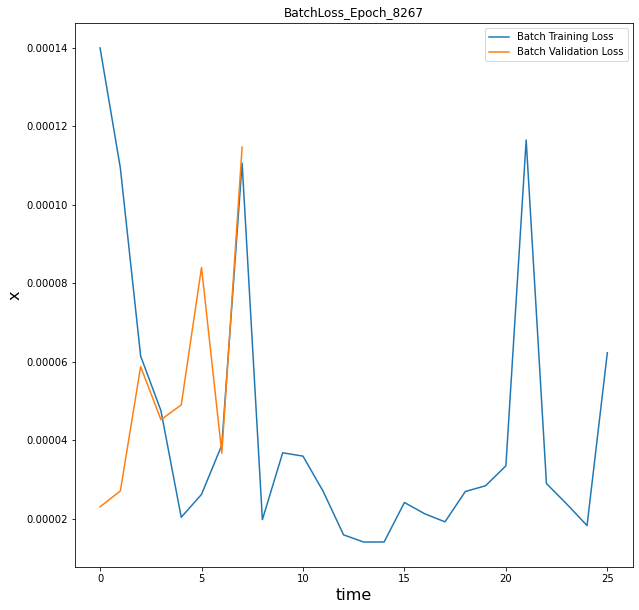 BatchLoss_Epoch_8267
Batch Training Loss
Batch Validation Loss
0.00014
0.00012
0.00010
0.00008
0.00006
0.00004
0.00002
x
0 5 10 15 20 25
time